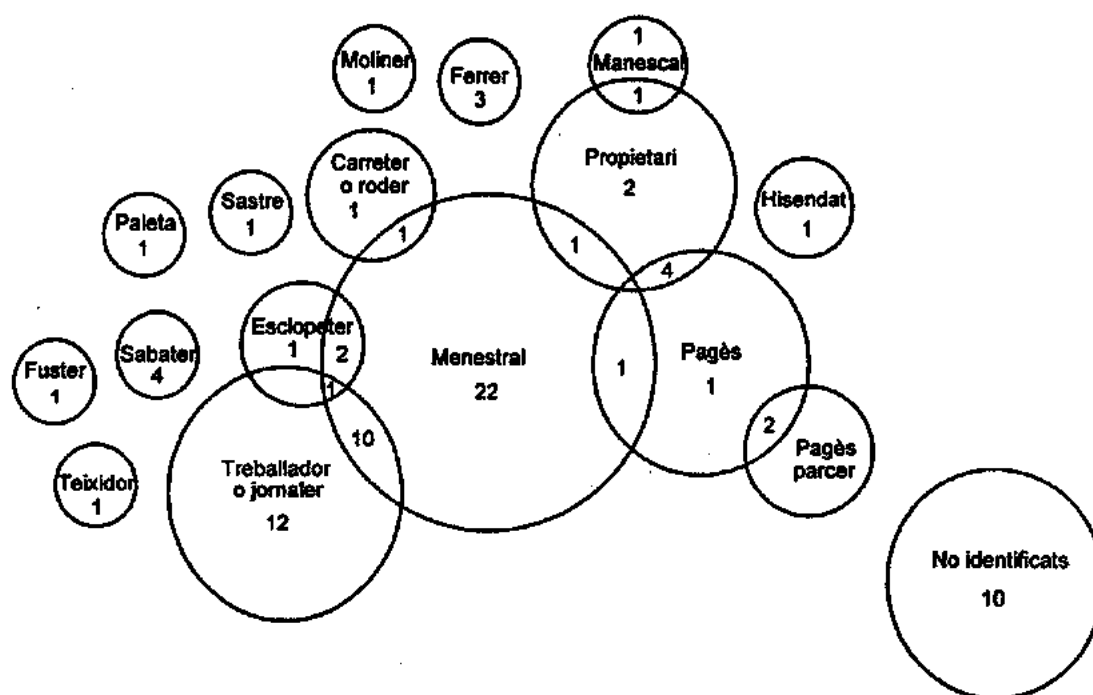 Moliner
1
Ferrer
3
1
Manescal
1
Carreter
o roder
1
1
Propietari
2
Hisendat
1
Sastre
1
Paleta
1
1
4
Esclopeter
1
2
1
Menestral
22
1
Pagès
1
Sabater
4
Fuster
1
2
Pagès
parcer
10
Treballador
o jornaler
12
Teixidor
1
No identificats
10